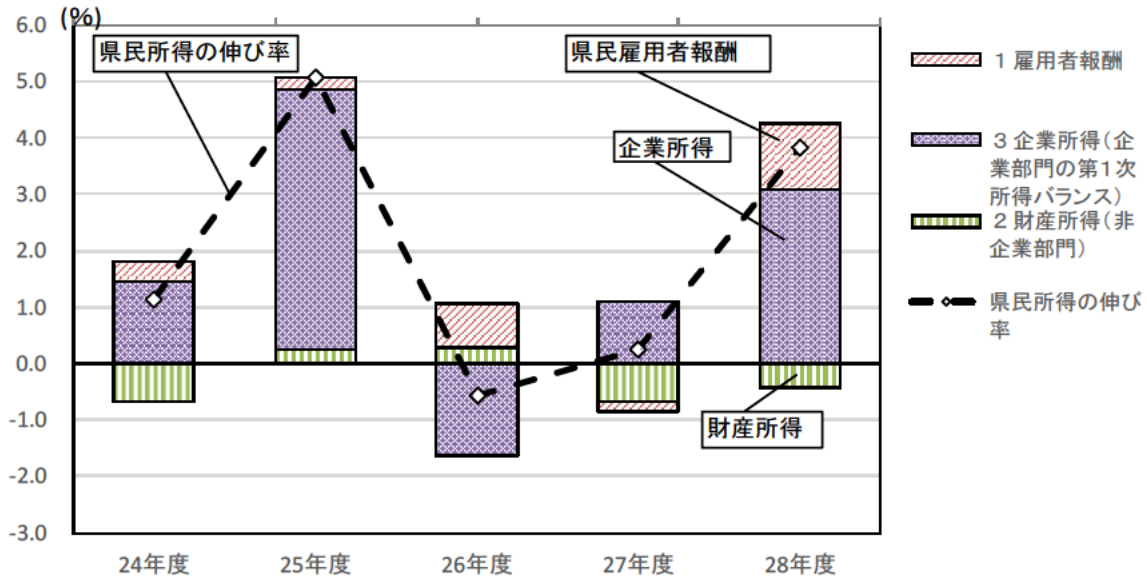 (%)
6.0
5.0
4.0
3.0
2.0
1.0
0.0
-1.0
-2.0
-3.0
県民所得の伸び率
県民雇用者報酬
企業所得
財産所得
24年度
25年度
26年度
27年度
28年度
1 雇用者報酬
3 企業所得(企
業部門の第1次
所得バランス)
2 財産所得(非
企業部門)
県民所得の伸び
率